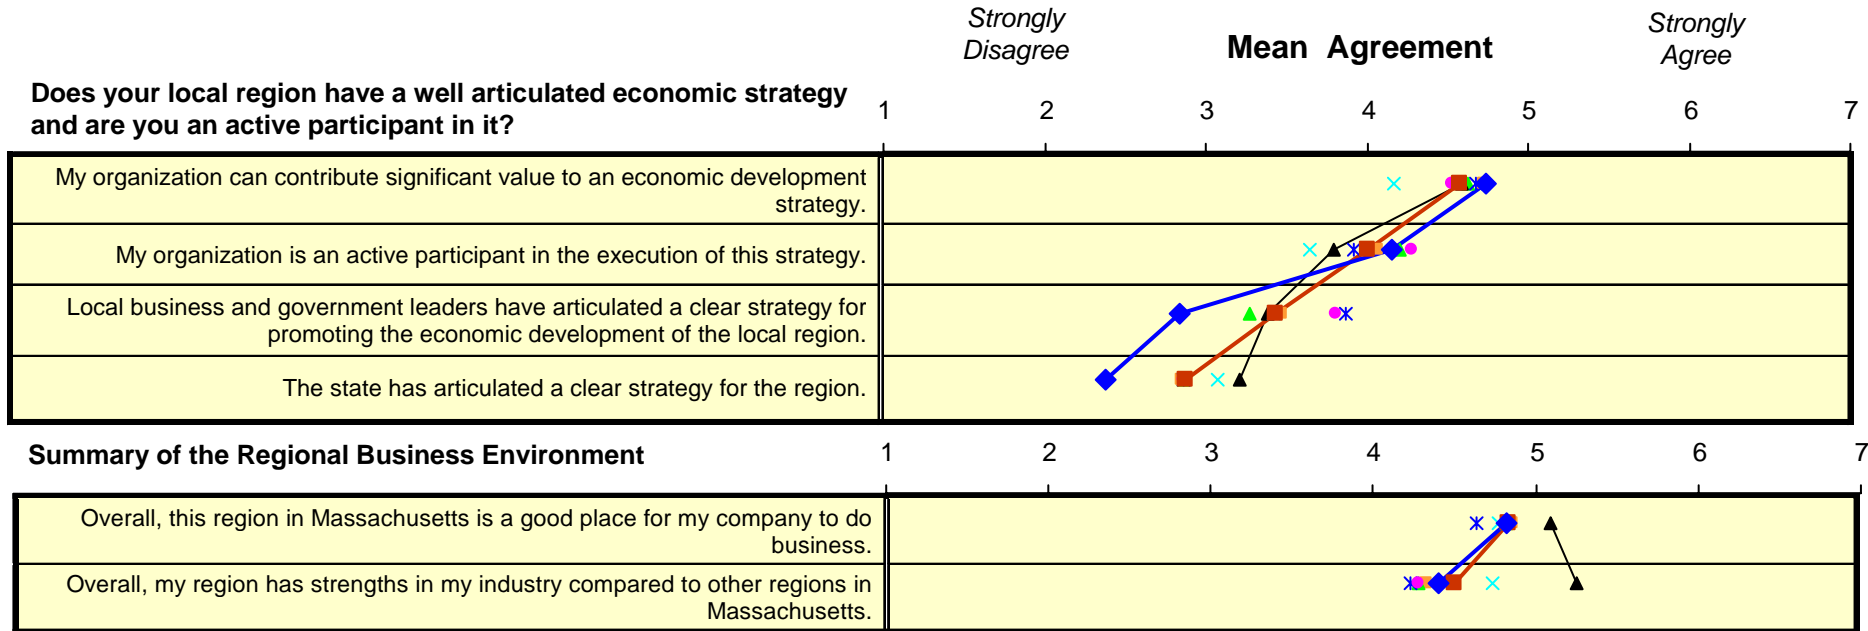 Strongly
Disagree
Mean Agreement
Strongly
Agree
Does your local region have a well articulated economic strategy
and are you an active participant in it?
1 2 3 4 5 6 7
My organization can contribute significant value to an economic development
strategy.
My organization is an active participant in the execution of this strategy.
Local business and government leaders have articulated a clear strategy for
promoting the economic development of the local region.
The state has articulated a clear strategy for the region.
Summary of the Regional Business Environment
1 2 3 4 5 6 7
Overall, this region in Massachusetts is a good place for my company to do
business.
Overall, my region has strengths in my industry compared to other regions in
Massachusetts.